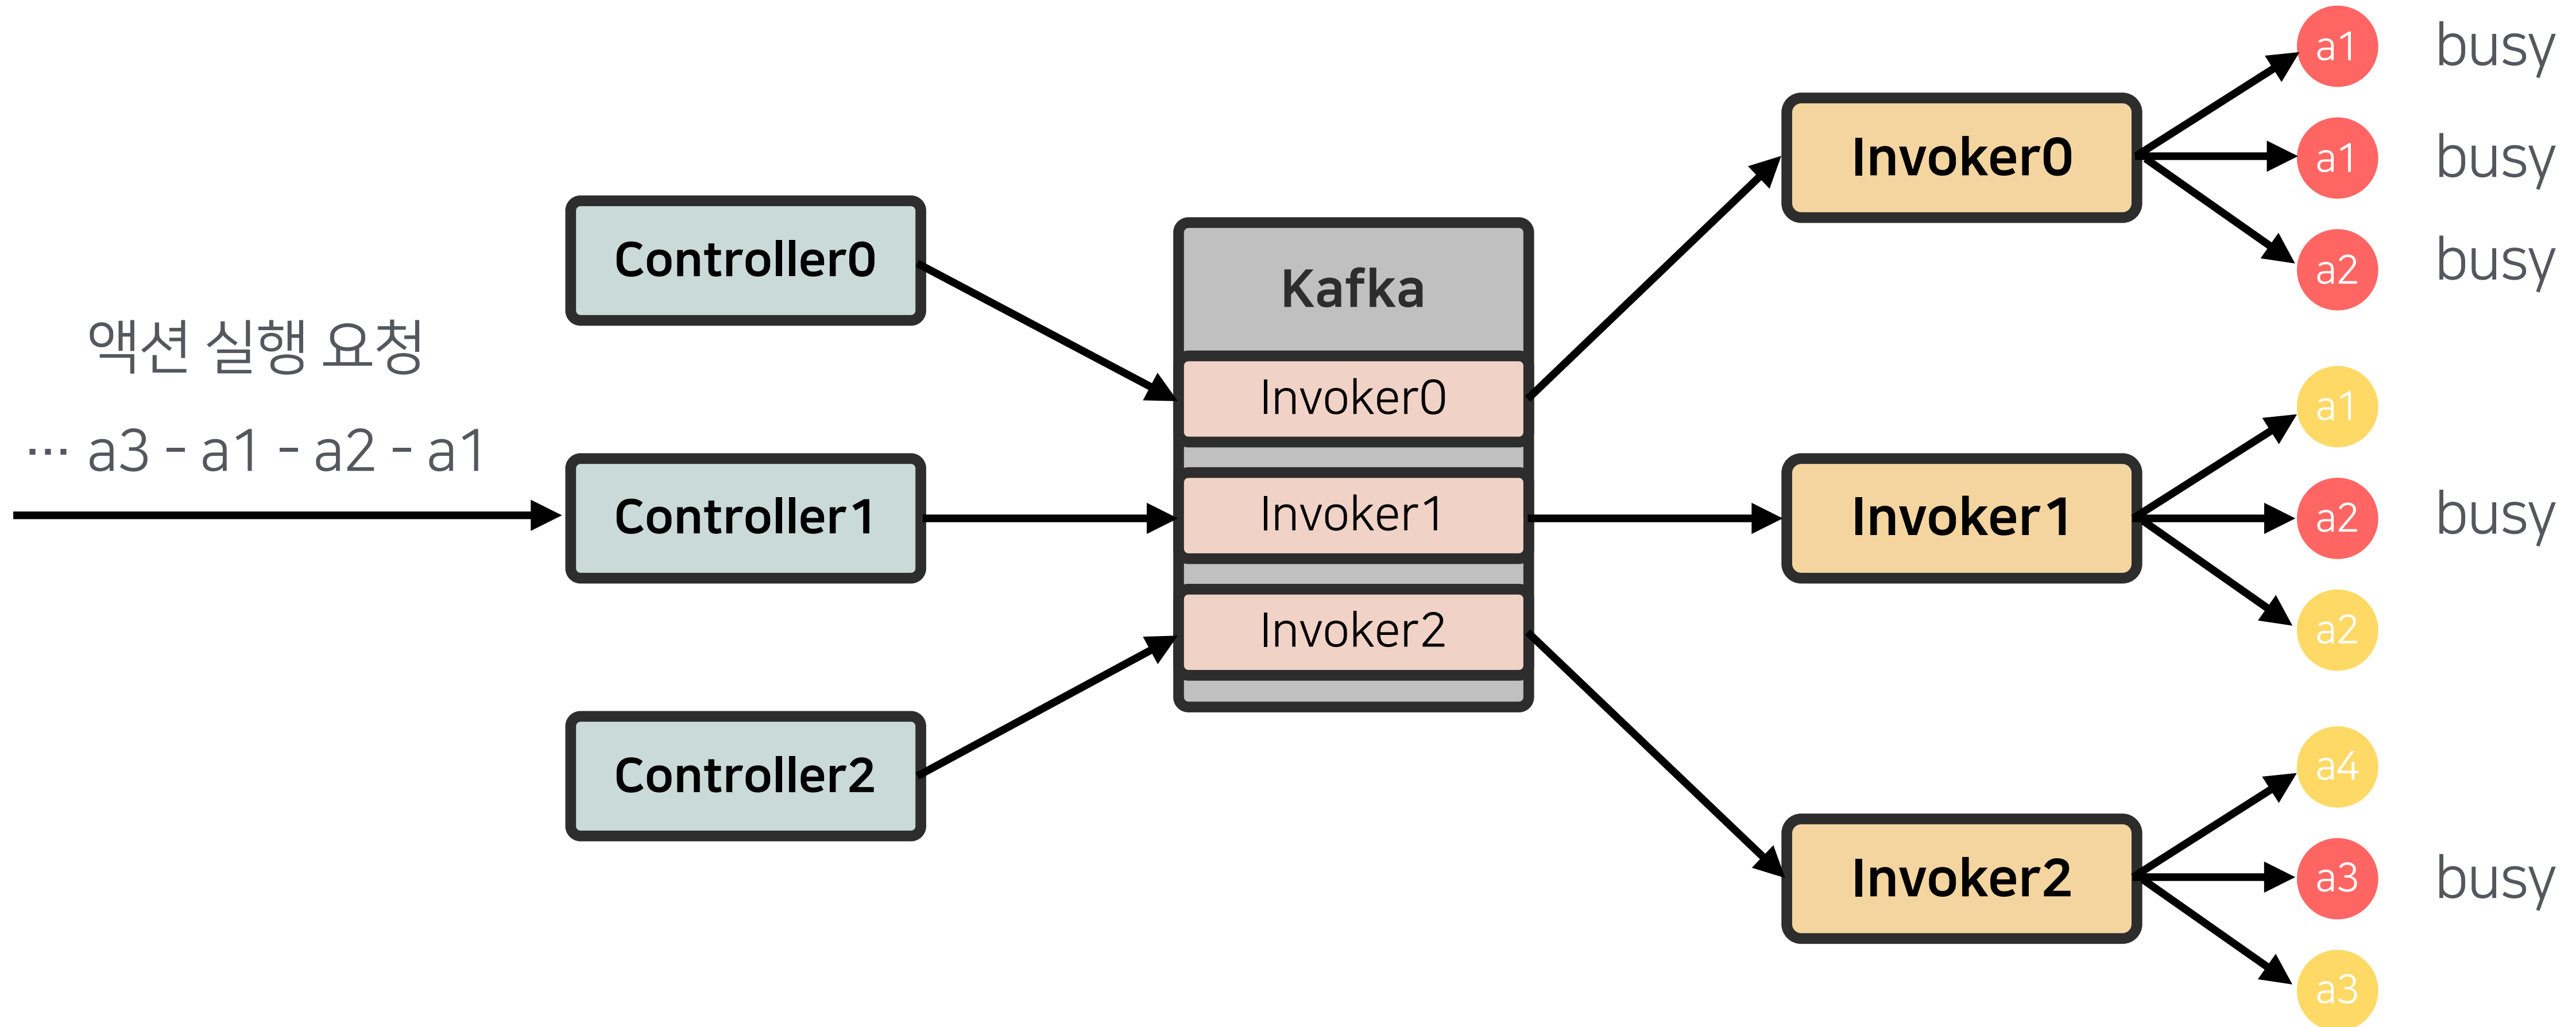 액션 실행 요청
... a3 - a1 - a2 - a1
Controller0
Controller1
Controller2
Kafka
Invoker0
Invoker1
Invoker2
Invoker0
a1 busy
a1 busy
a2 busy
Invoker1
a1
a2 busy
a2
Invoker2
a4
a3 busy
a3